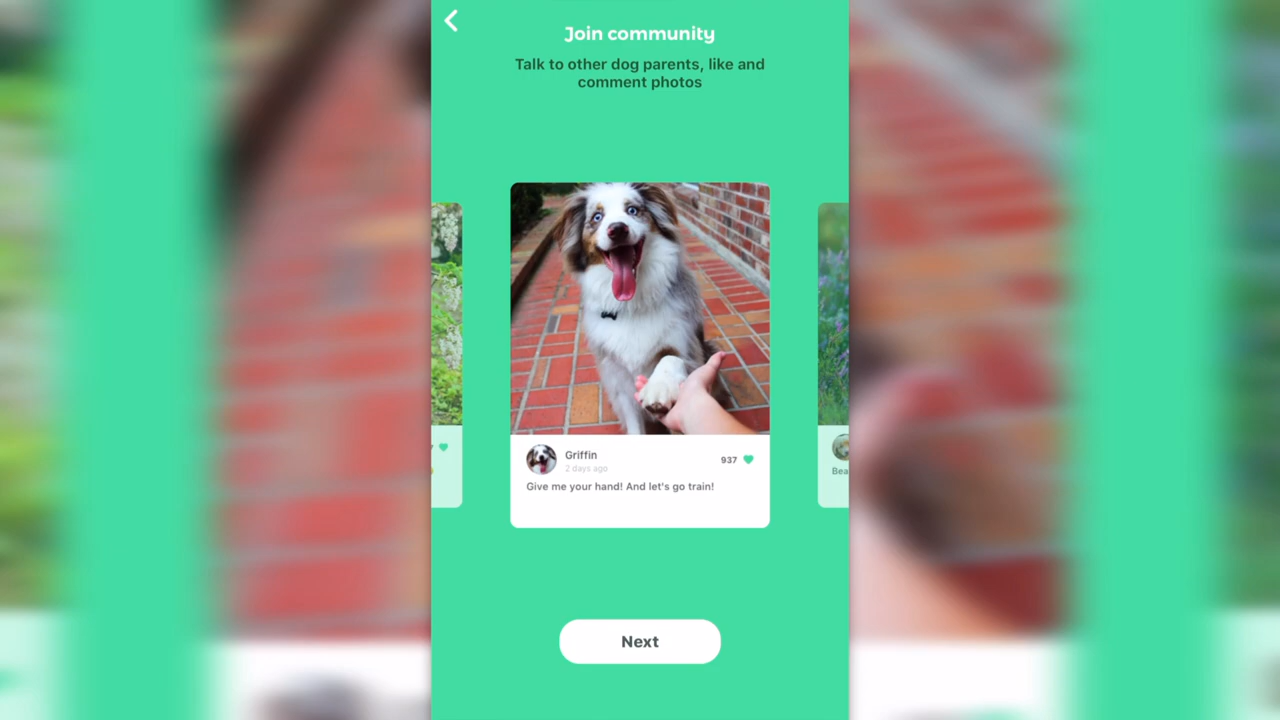 Join community
Talk to other dog parents, like and
comment photos
Griffin
2 days ago
937
Give me your hand! And let's go train!
Bea
Next